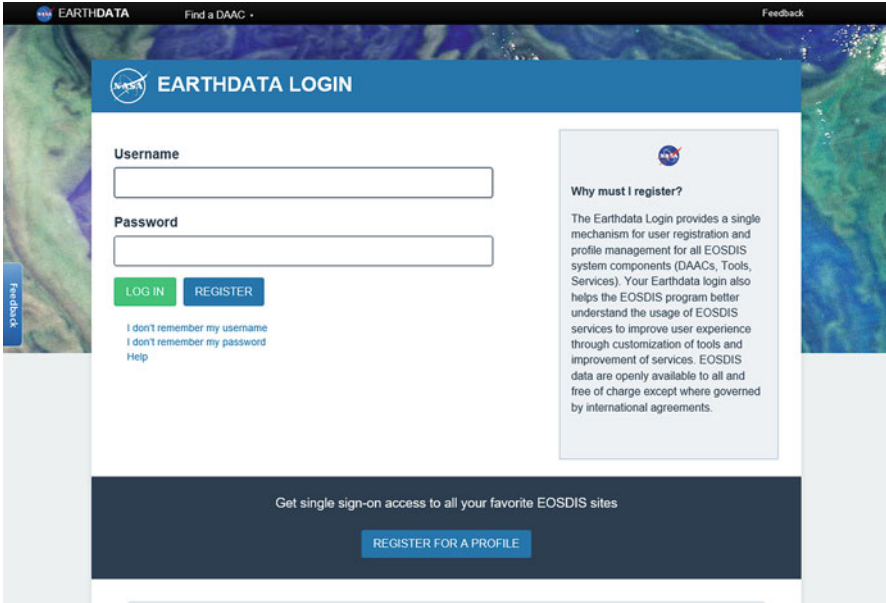 NASA EARTHDATA Find a DAAC Feedback
NASA EARTHDATA LOGIN
Username
Password
LOG IN REGISTER
I don't remember my username
I don't remember my password
Help
Feedback
NASA
Why must I register?
The Earthdata Login provides a single
mechanism for user registration and
profile management for all EOSDIS
system components (DAACs, Tools,
Services). Your Earthdata login also
helps the EOSDIS program better
understand the usage of EOSDIS
services to improve user experience
through customization of tools and
improvement of services. EOSDIS
data are openly available to all and
free of charge except where governed
by international agreements.
Get single sign-on access to all your favorite EOSDIS sites
REGISTER FOR A PROFILE